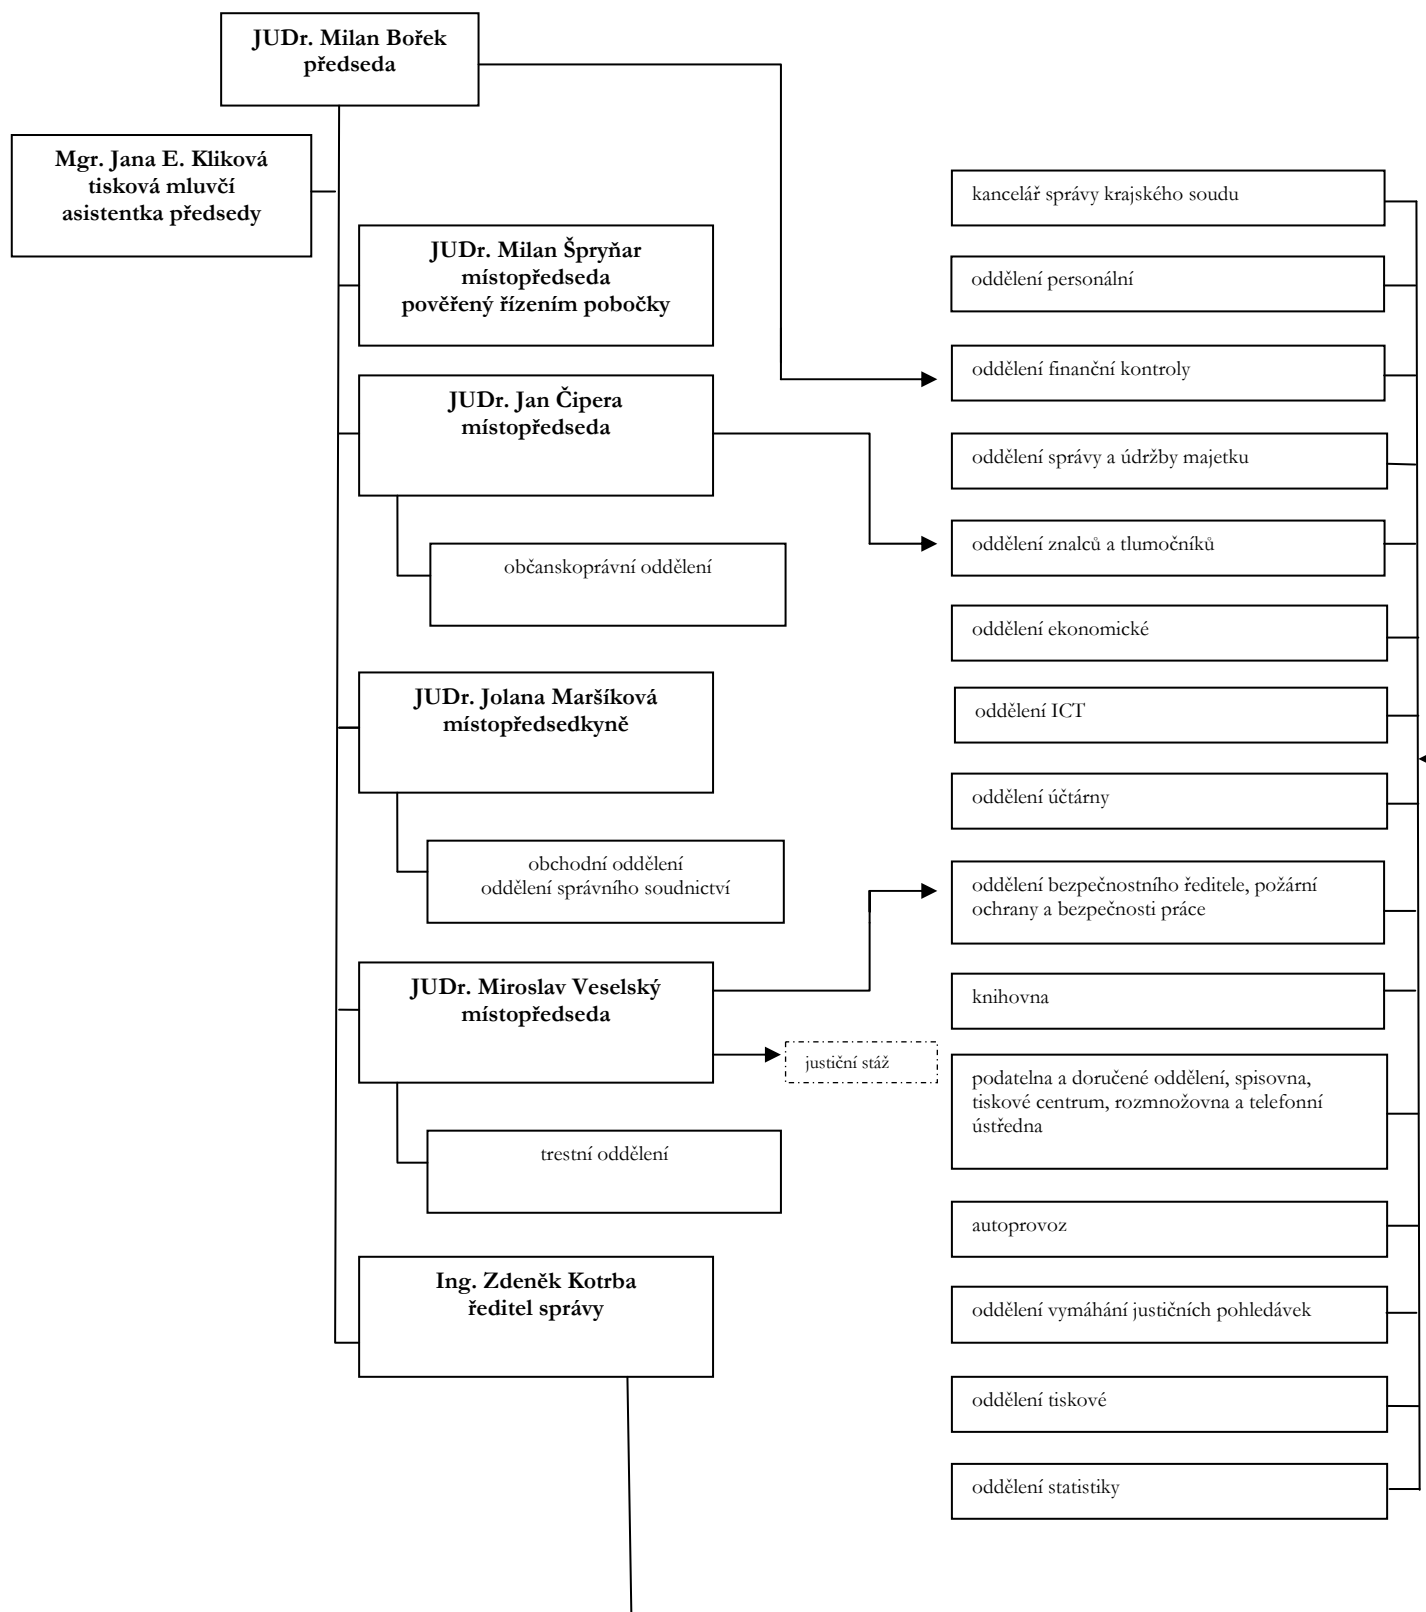 JUDr. Milan Bořek
předseda
Mgr. Jana E. Kliková
tisková mluvčí
asistentka předsedy
JUDr. Milan Špryňar
místopředseda
pověřený řízením pobočky
JUDr. Jan Čipera
místopředseda
občanskoprávní oddělení
JUDr. Jolana Maršíková
místopředsedkyně
obchodní oddělení
oddělení správního soudnictví
JUDr. Miroslav Veselský
místopředseda
justiční stáž
trestní oddělení
Ing. Zdeněk Kotrba
ředitel správy
kancelář správy krajského soudu
oddělení personální
oddělení finanční kontroly
oddělení správy a údržby majetku
oddělení znalců a tlumočníků
oddělení ekonomické
oddělení ICT
oddělení účtárny
oddělení bezpečnostního ředitele, požární
ochrany a bezpečnosti práce
knihovna
podatelna a doručené oddělení, spisovna,
tiskové centrum, rozmnožovna a telefonní
ústředna
autoprovoz
oddělení vymáhání justičních pohledávek
oddělení tiskové
oddělení statistiky